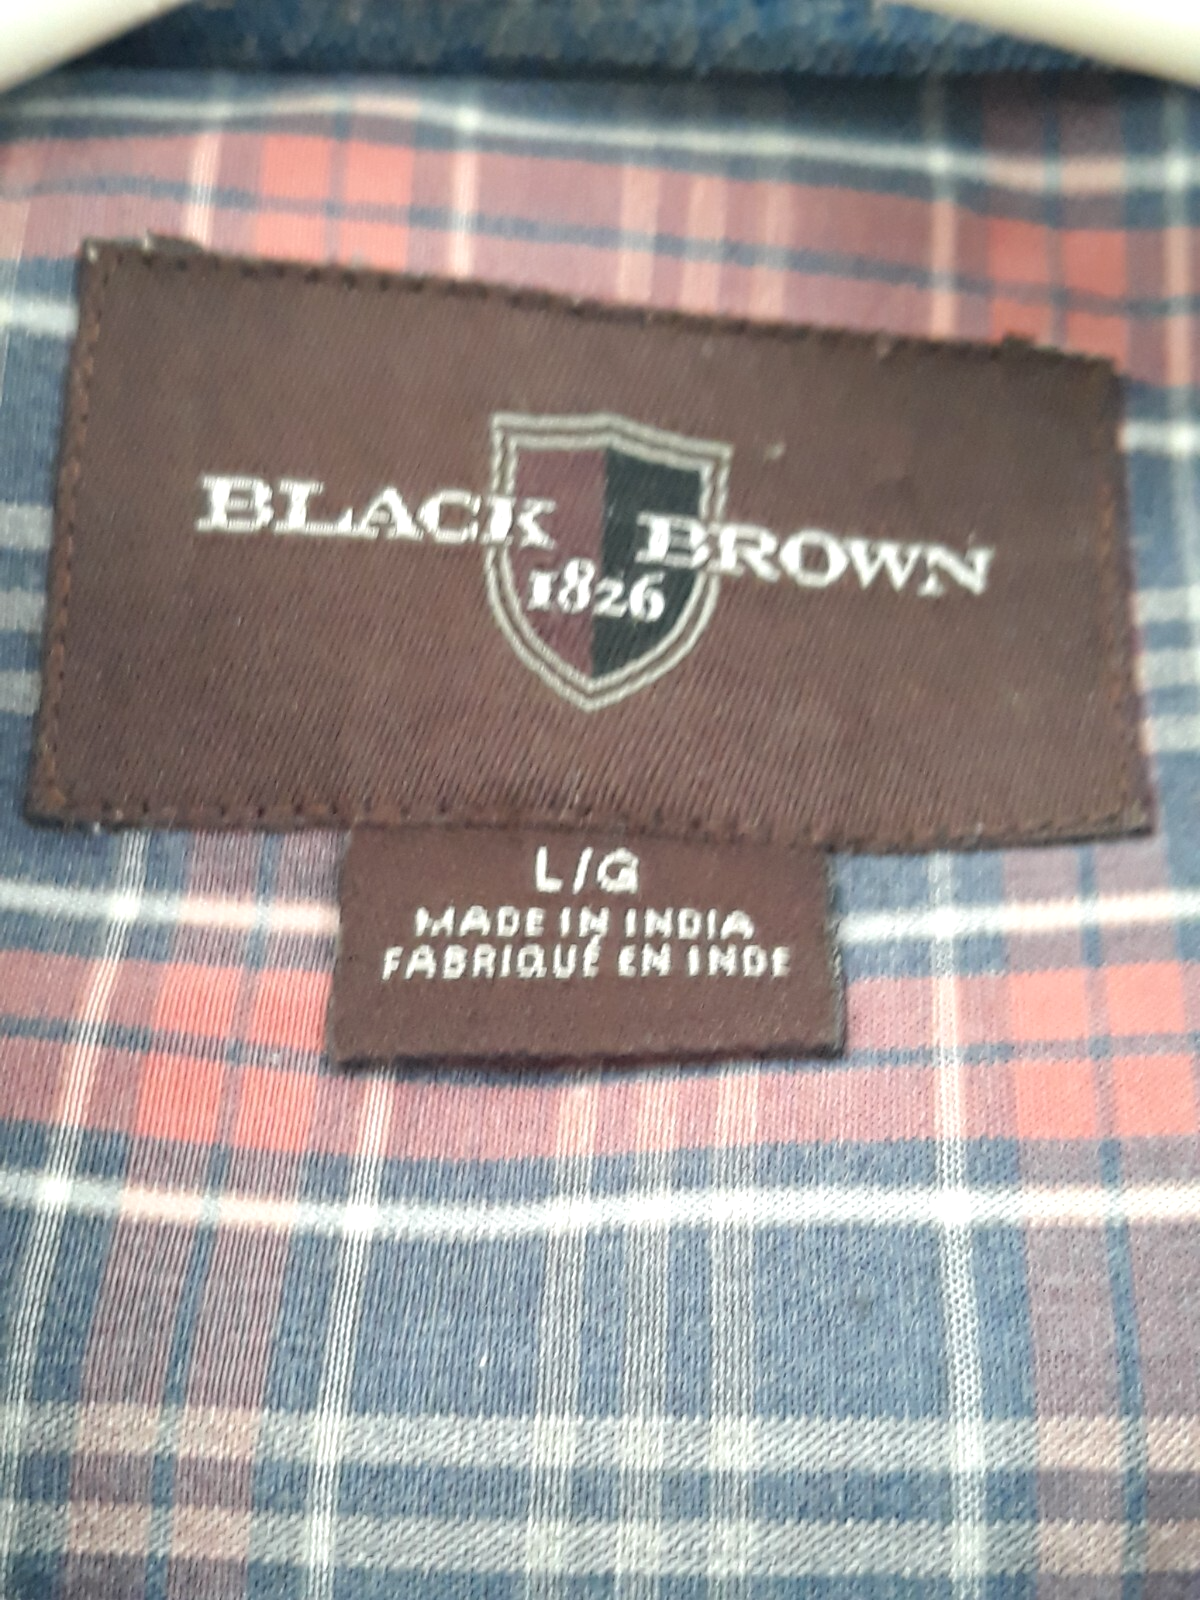 BLACK BROWN
1826
L/G
MADE IN INDIA
FABRIQUÉ EN INDE